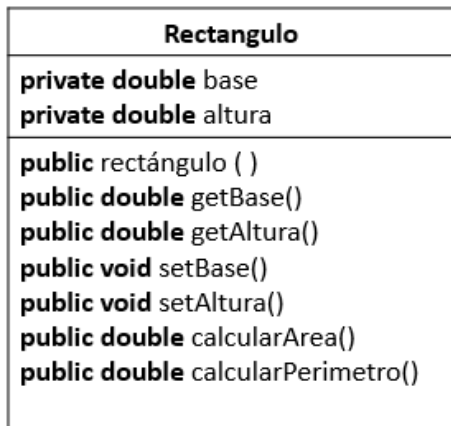 Rectangulo
private double base
private double altura
public rectángulo ( )
public double getBase()
public double getAltura()
public void setBase()
public void setAltura()
public double calcularArea()
public double calcularPerimetro()